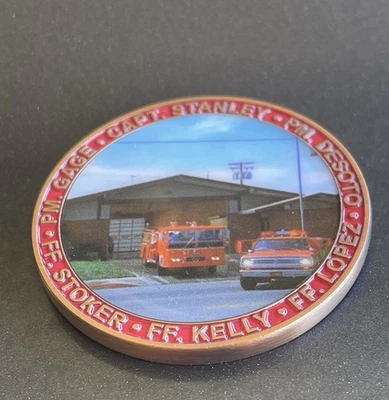 PM. GAGE • CAPT. STANLEY • PM. DESOTO • FF. LOPEZ • FF. KELLY • FF. STOKER •